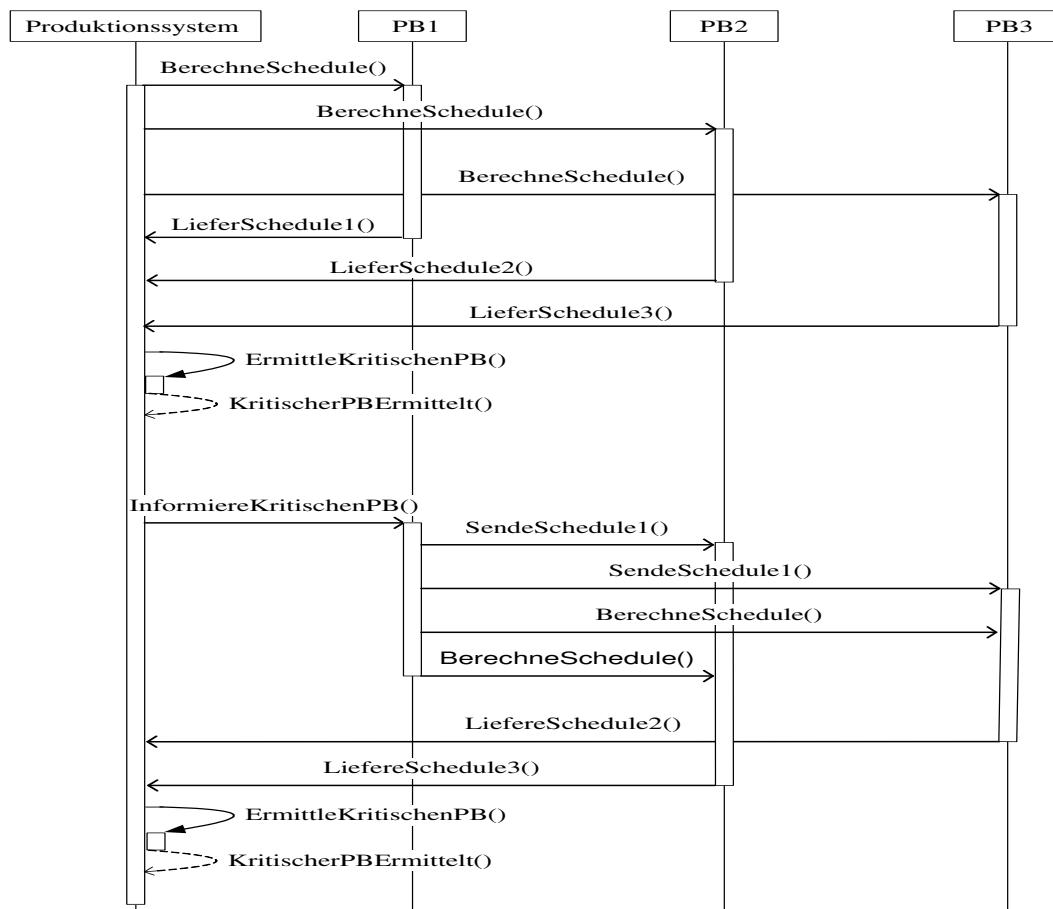 Produktionssystem
PB1
PB2
PB3
BerechneSchedule()
BerechneSchedule()
BerechneSchedule()
LieferSchedule1()
LieferSchedule2()
LieferSchedule3()
ErmittleKritischenPB()
KritischerPBErmittelt()
InformiereKritischenPB()
SendeSchedule1()
SendeSchedule1()
BerechneSchedule()
BerechneSchedule()
LiefereSchedule2()
LiefereSchedule3()
ErmittleKritischenPB()
KritischerPBErmittelt()